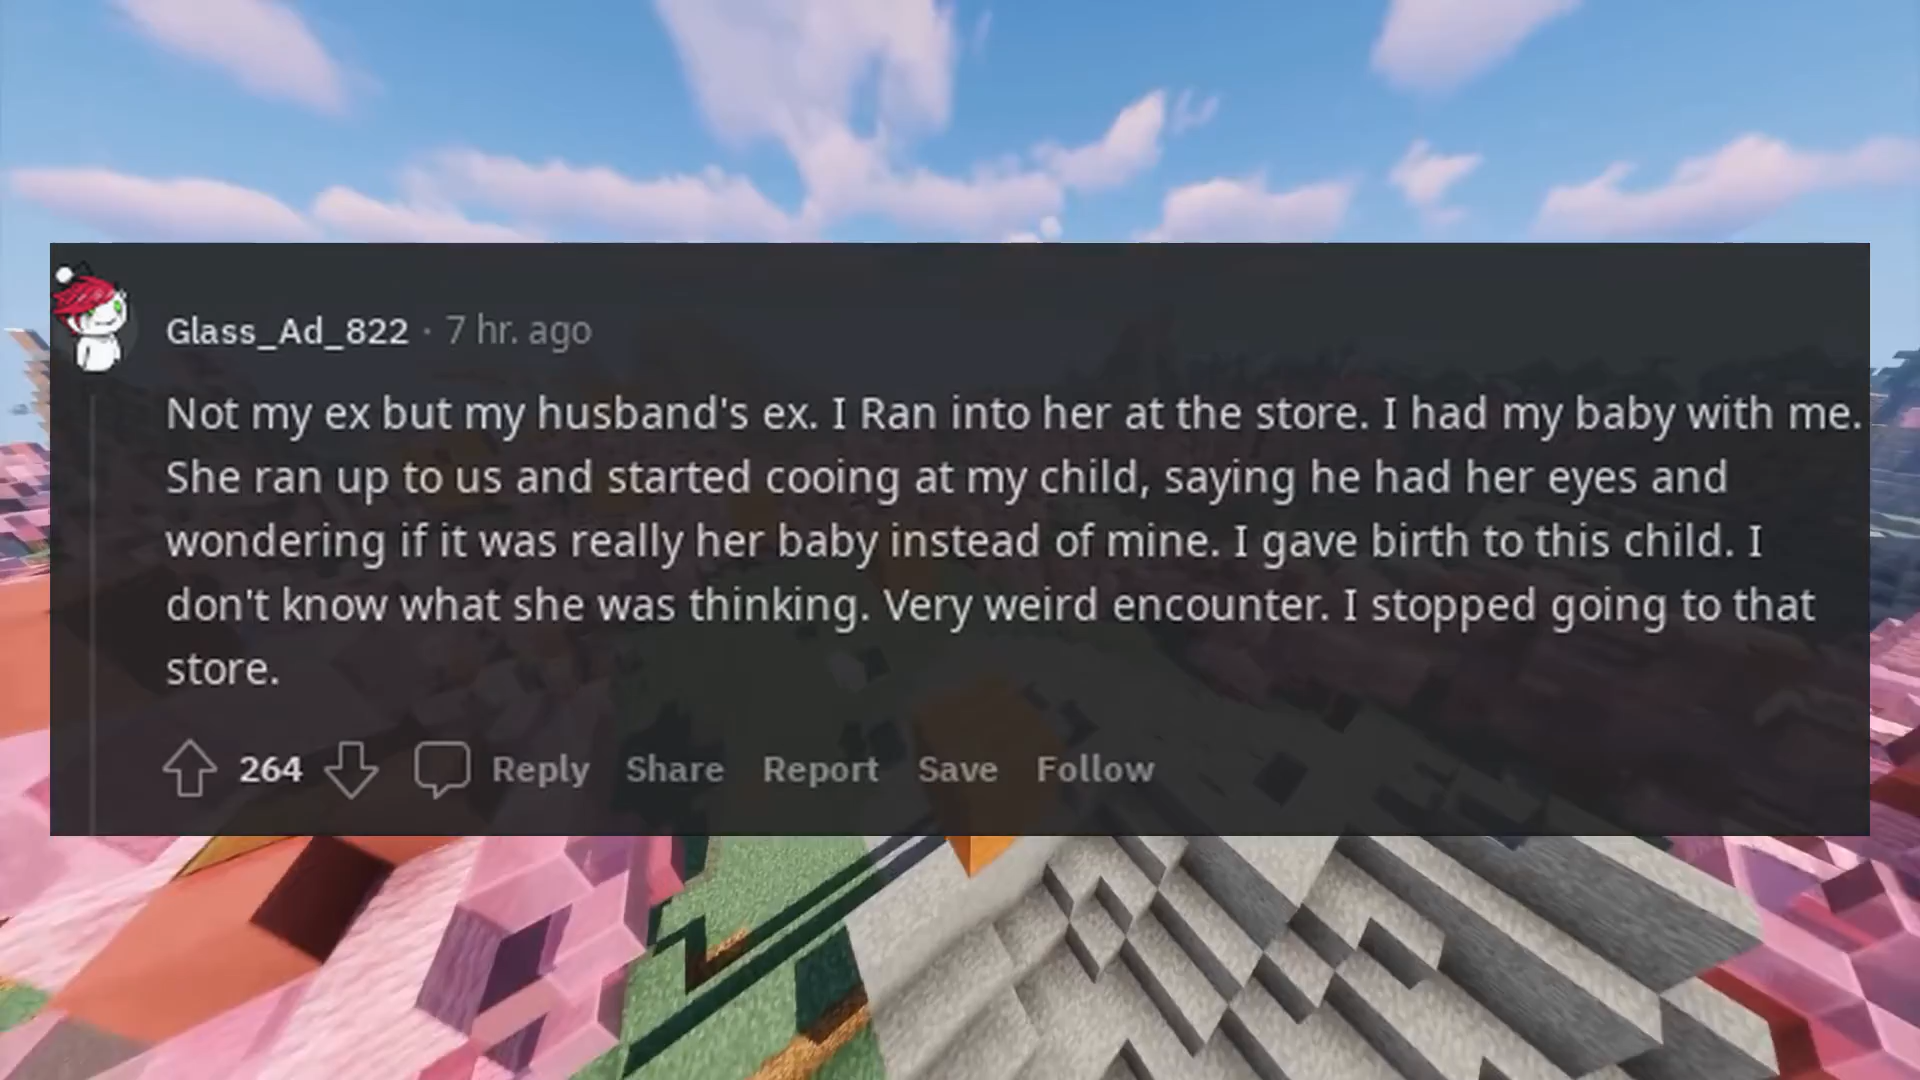 Glass_Ad_822 · 7 hr. ago
Not my ex but my husband's ex. I Ran into her at the store. I had my baby with me.
She ran up to us and started cooing at my child, saying he had her eyes and
wondering if it was really her baby instead of mine. I gave birth to this child. I
don't know what she was thinking. Very weird encounter. I stopped going to that
store.
264 Reply Share Report Save Follow